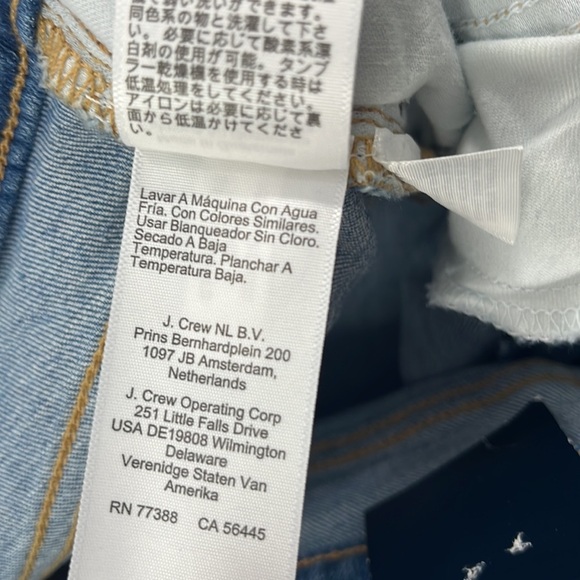 同色系の物と洗濯して下さ
い。必要に応じて酸素系漂
白剤の使用が可能。タンブ
ラー乾燥機を使用する時は
低温処理をしてください。
アイロンは必要に応じて裏
面から低温かけてくださ
い。
Lavar A Máquina Con Agua
Fría. Con Colores Similares.
Usar Blanqueador Sin Cloro.
Secado A Baja
Temperatura. Planchar A
Temperatura Baja.
J. Crew NL B.V.
Prins Bernhardplein 200
1097 JB Amsterdam,
Netherlands
J. Crew Operating Corp
251 Little Falls Drive
USA DE19808 Wilmington
Delaware
Verenidge Staten Van
Amerika
RN 77388 CA 56445